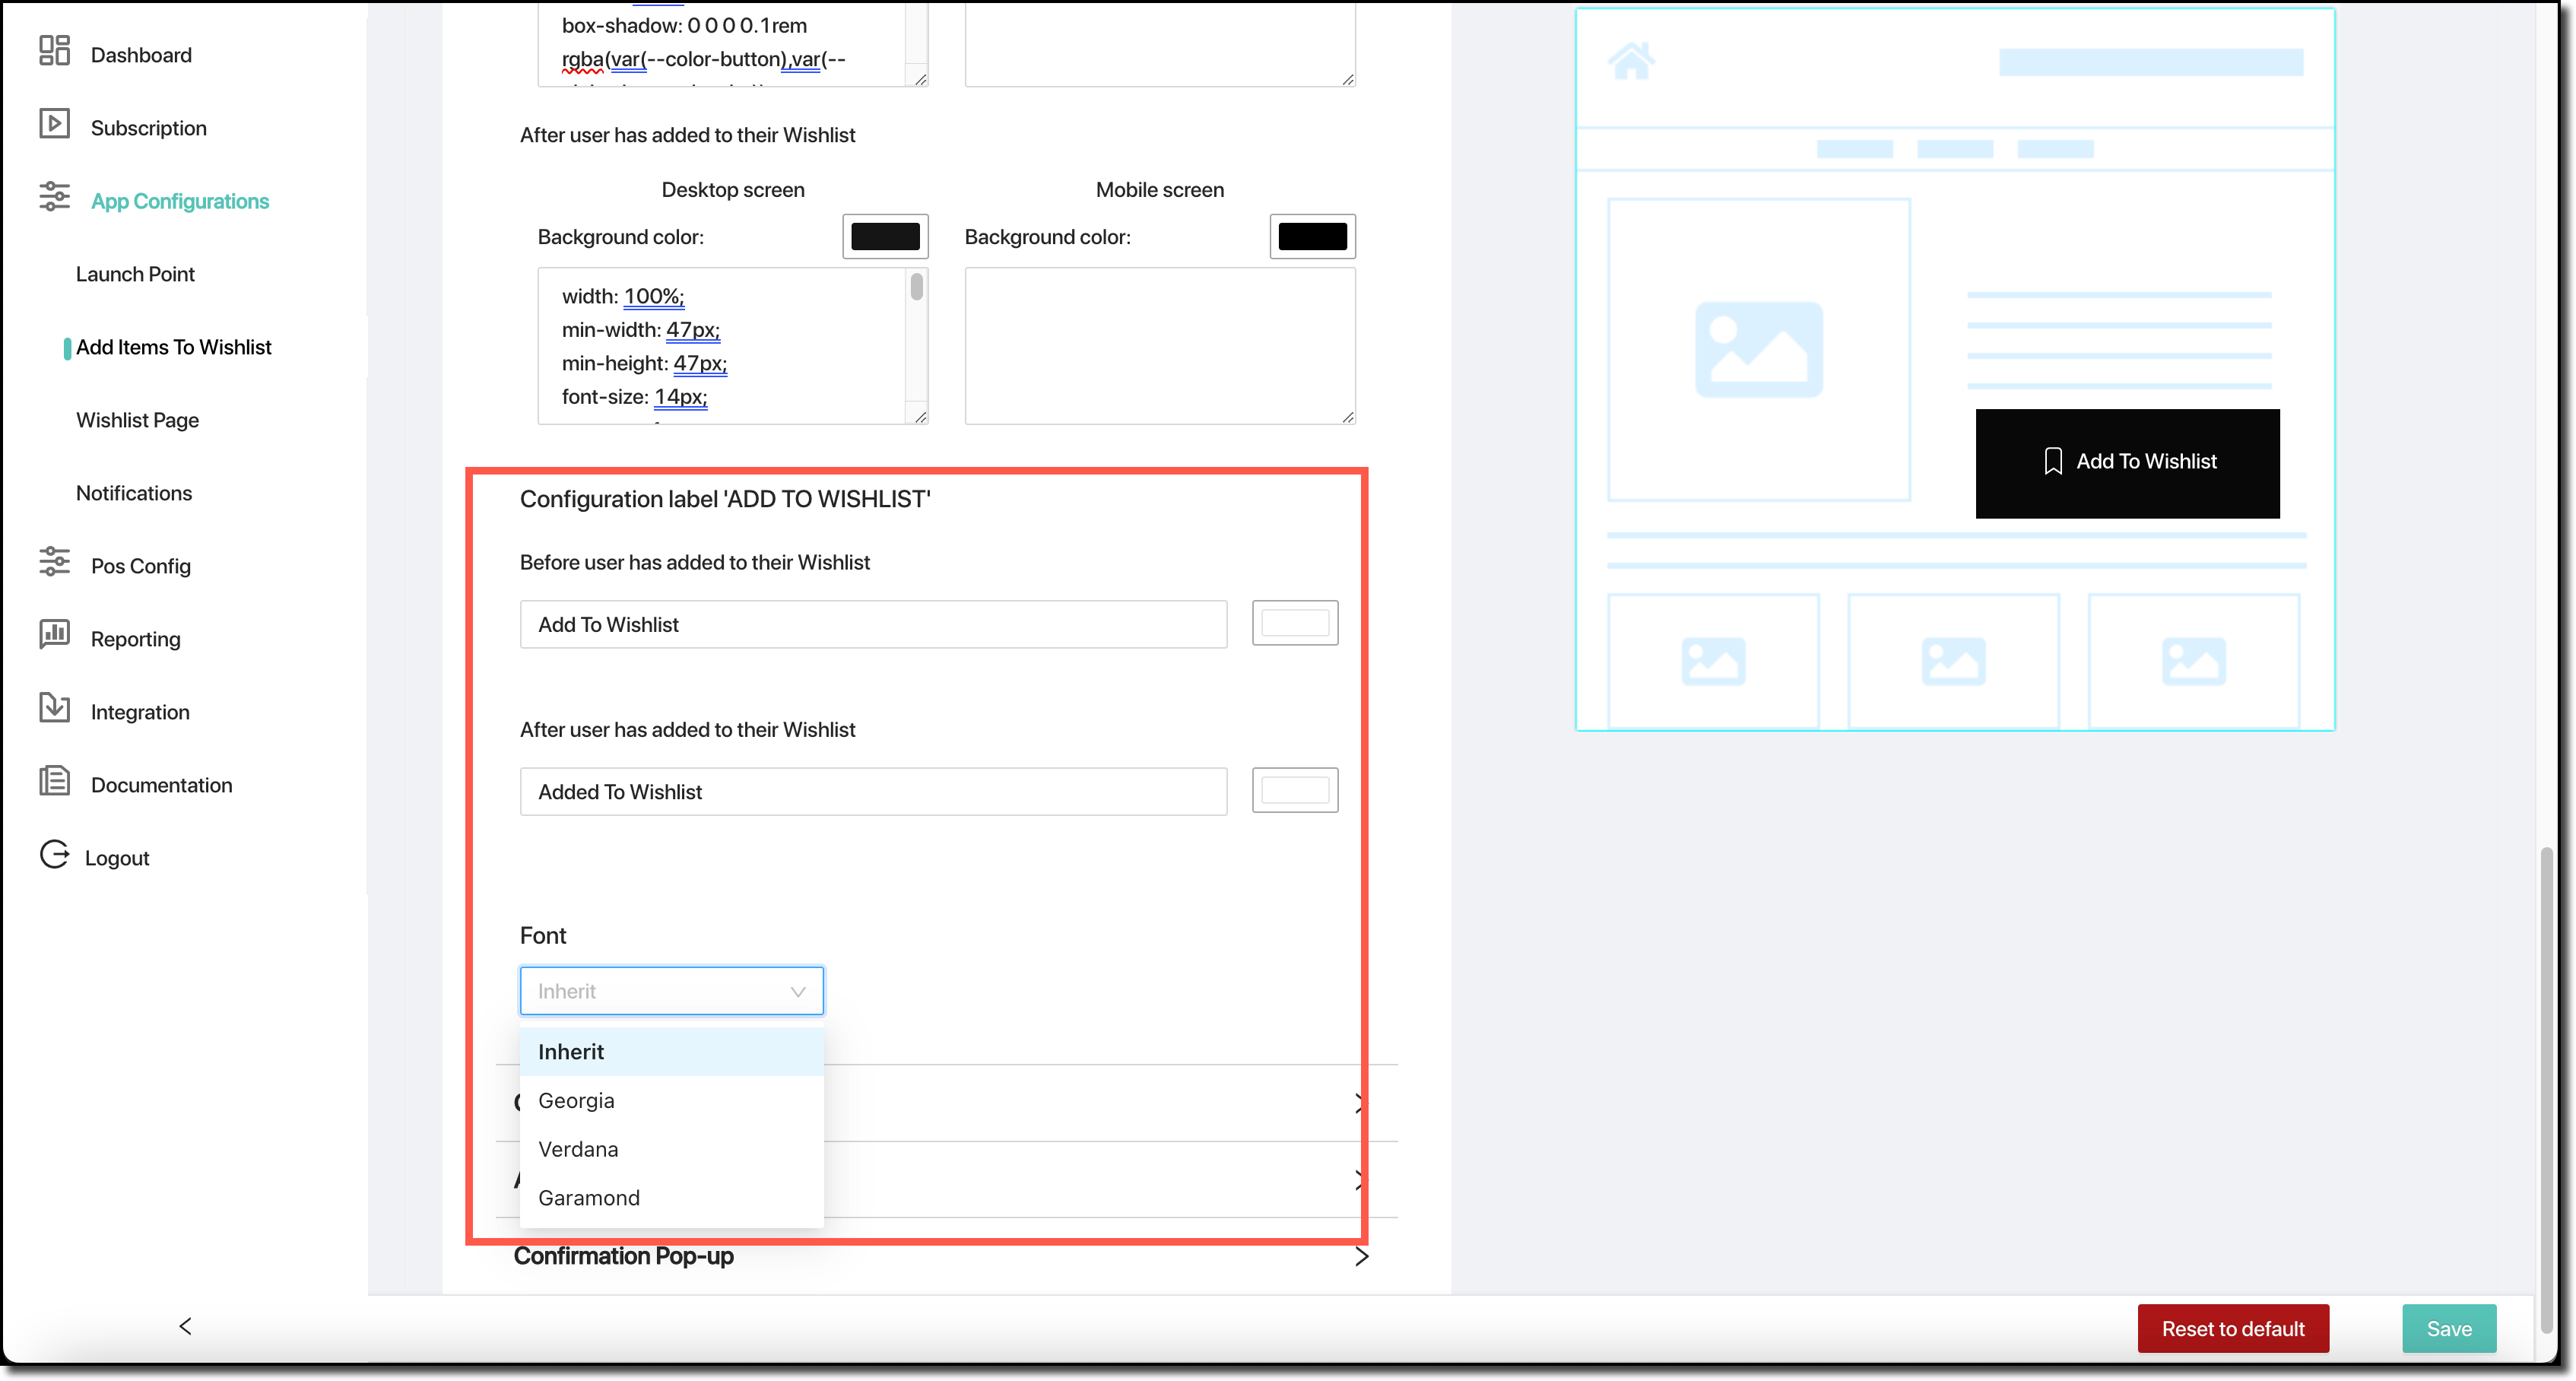 Dashboard
Subscription
App Configurations
Launch Point
Add Items To Wishlist
Wishlist Page
Notifications
Pos Config
Reporting
Integration
Documentation
Logout
box-shadow: 0 0 0 0.1rem
rgba(var(--color-button),var(--
After user has added to their Wishlist
Desktop screen
Mobile screen
Background color:
Background color:
width: 100%;
min-width: 47px;
min-height: 47px;
font-size: 14px;
Configuration label 'ADD TO WISHLIST'
Before user has added to their Wishlist
Add To Wishlist
After user has added to their Wishlist
Added To Wishlist
Font
Inherit
Inherit
Georgia
Verdana
Garamond
Confirmation Pop-up
Add To Wishlist
Reset to default
Save